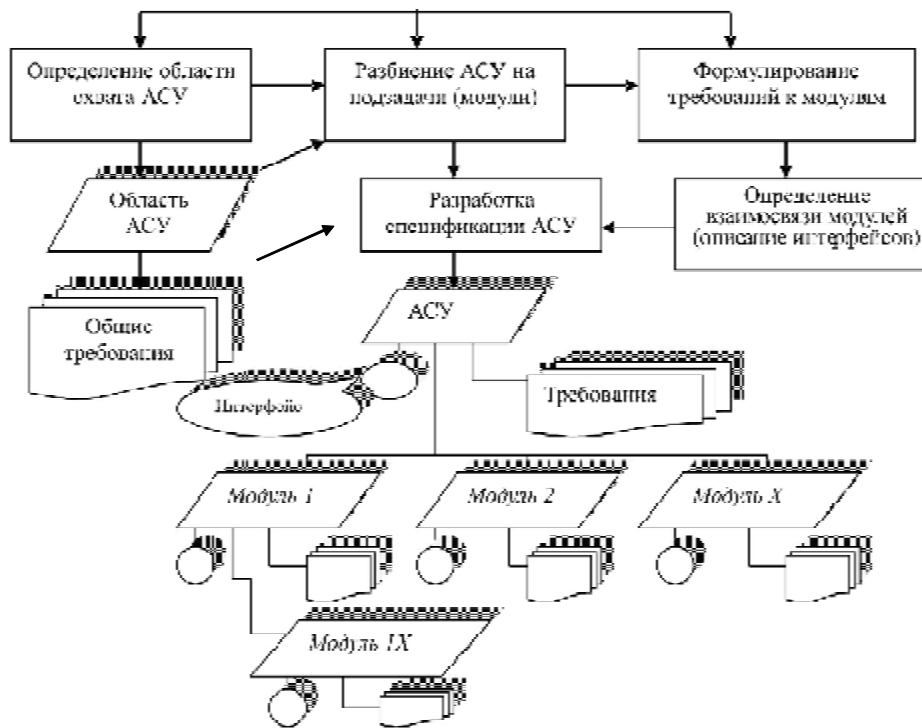 Определение области
охвата АСУ
Разбиение АСУ на
подзадачи (модули)
Формулирование
требований к модулям
Область
АСУ
Разработка
спецификации АСУ
Определение
взаимосвязи модулей
(описание интерфейсов)
Общие
требования
АСУ
Интерфейс
Требования
Модуль 1
Модуль 2
Модуль X
Модуль 1X